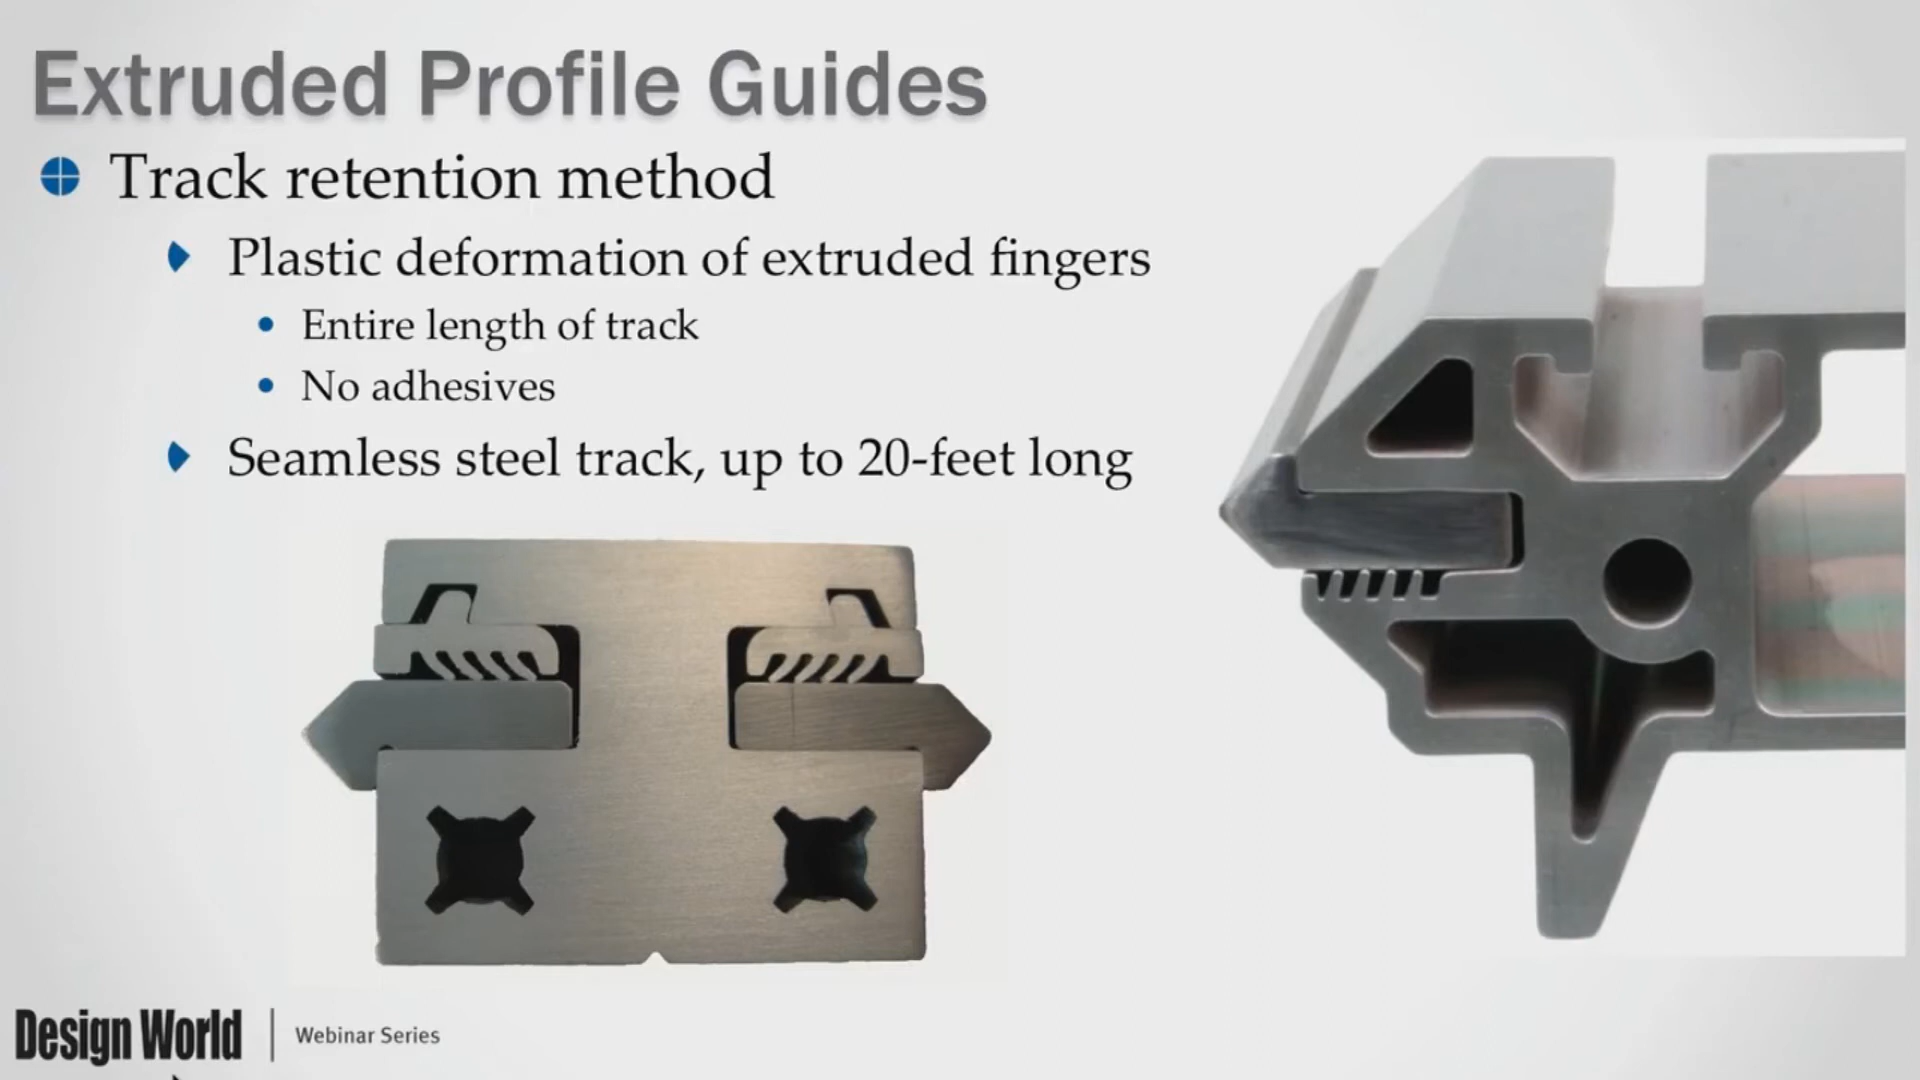 Extruded Profile Guides
Track retention method
Plastic deformation of extruded fingers
Entire length of track
No adhesives
Seamless steel track, up to 20-feet long
Design World | Webinar Series